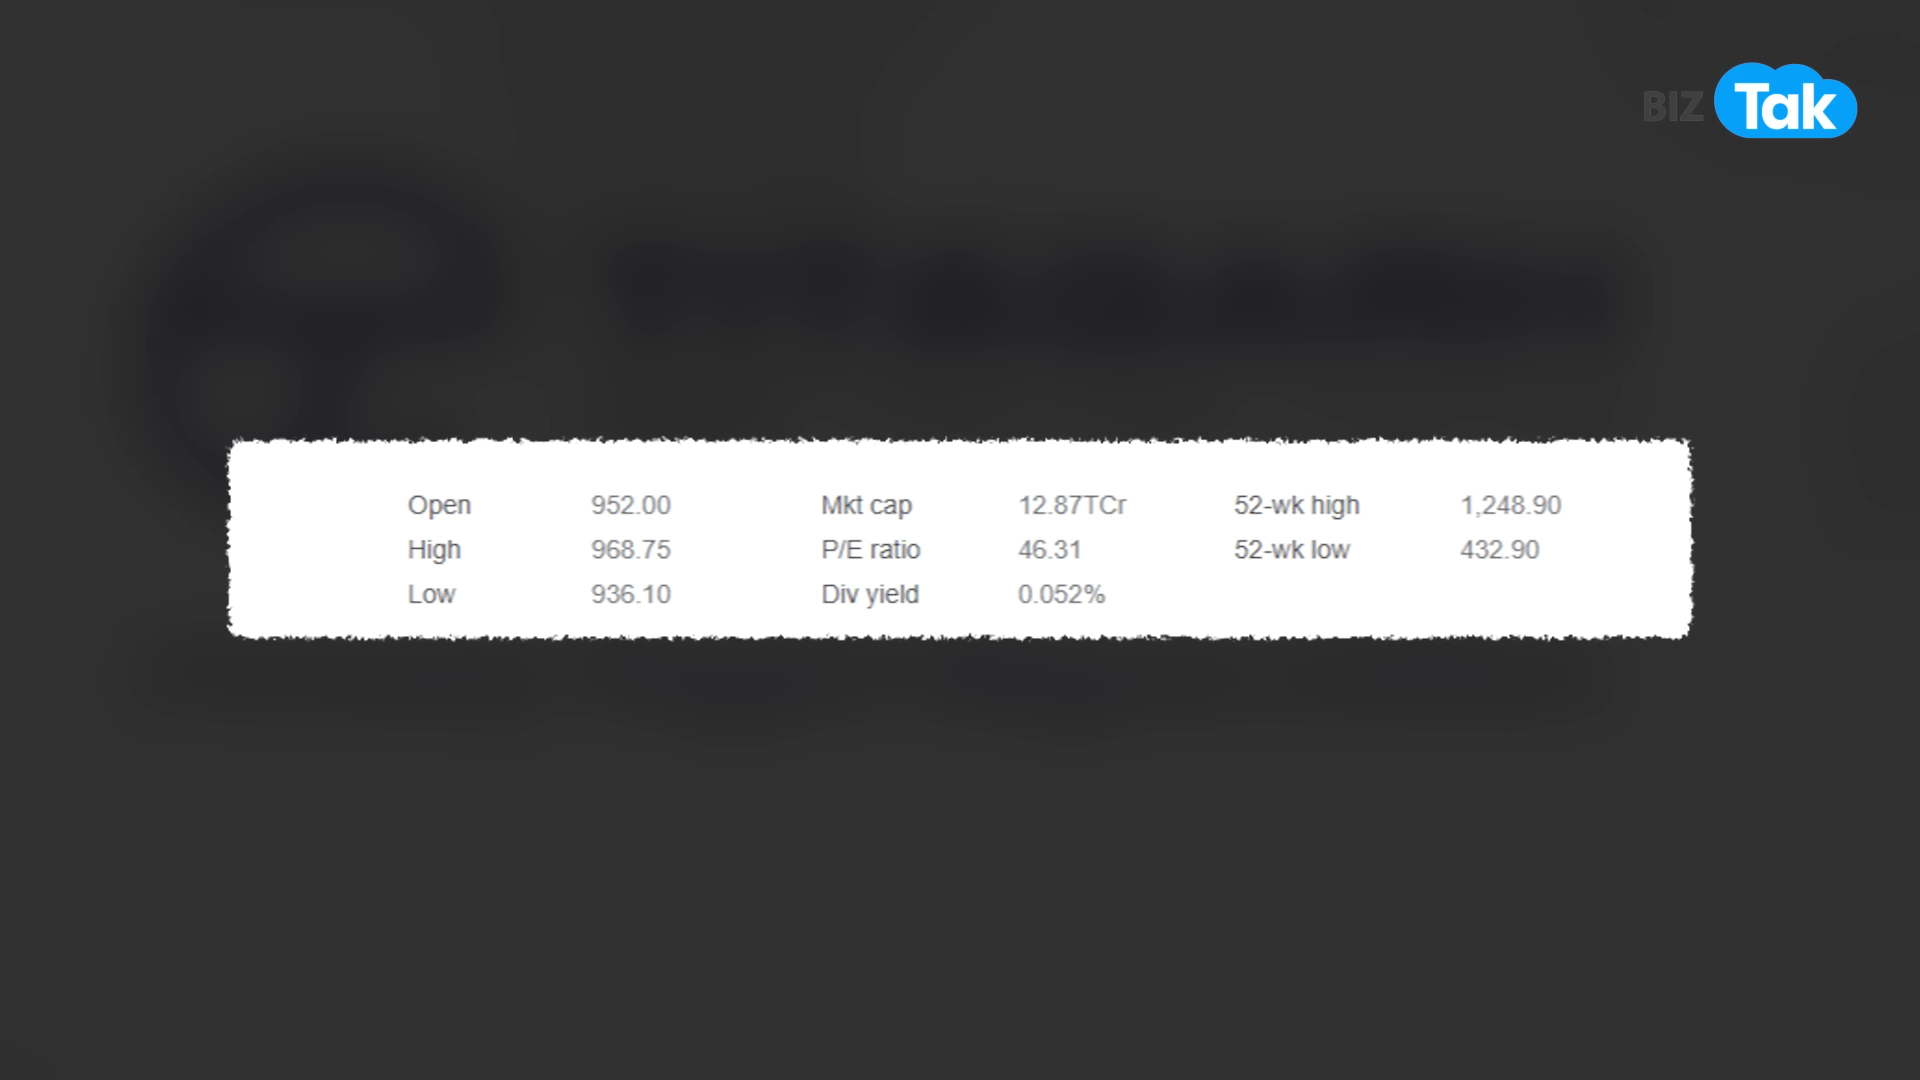 BIZ Tak
Open 952.00 Mkt cap 12.87TCr 52-wk high 1,248.90
High 968.75 P/E ratio 46.31 52-wk low 432.90
Low 936.10 Div yield 0.052%